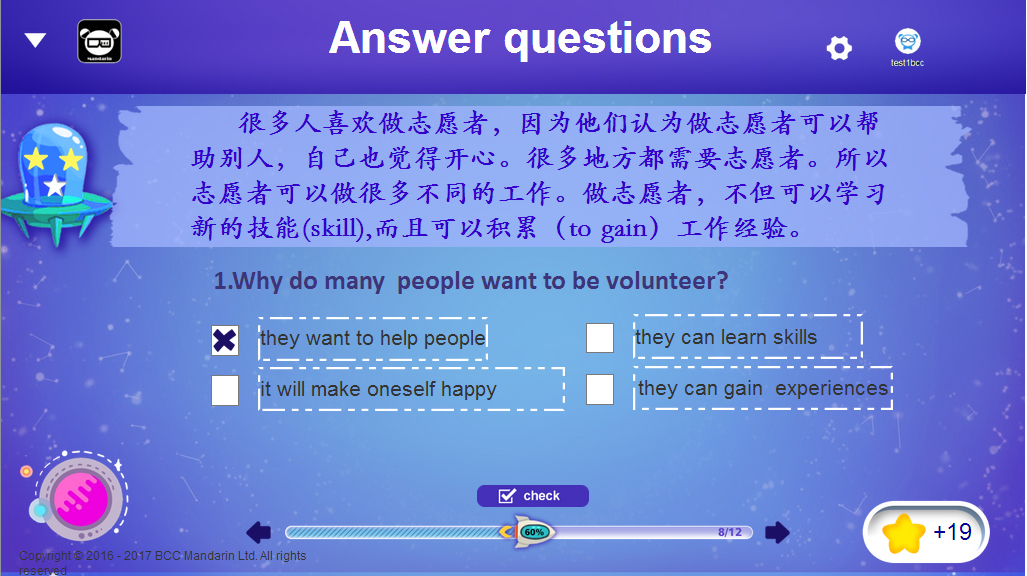 Answer questions
mandarin
test1bcc
很多人喜欢做志愿者，因为他们认为做志愿者可以帮
助别人，自己也觉得开心。很多地方都需要志愿者。所以
志愿者可以做很多不同的工作。做志愿者，不但可以学习
新的技能(skill),而且可以积累（to gain）工作经验。
1.Why do many  people want to be volunteer?
they want to help people
they can learn skills
it will make oneself happy
they can gain  experiences
check
60%
8/12
+19
Copyright © 2016 - 2017 BCC Mandarin Ltd. All rights
reserved